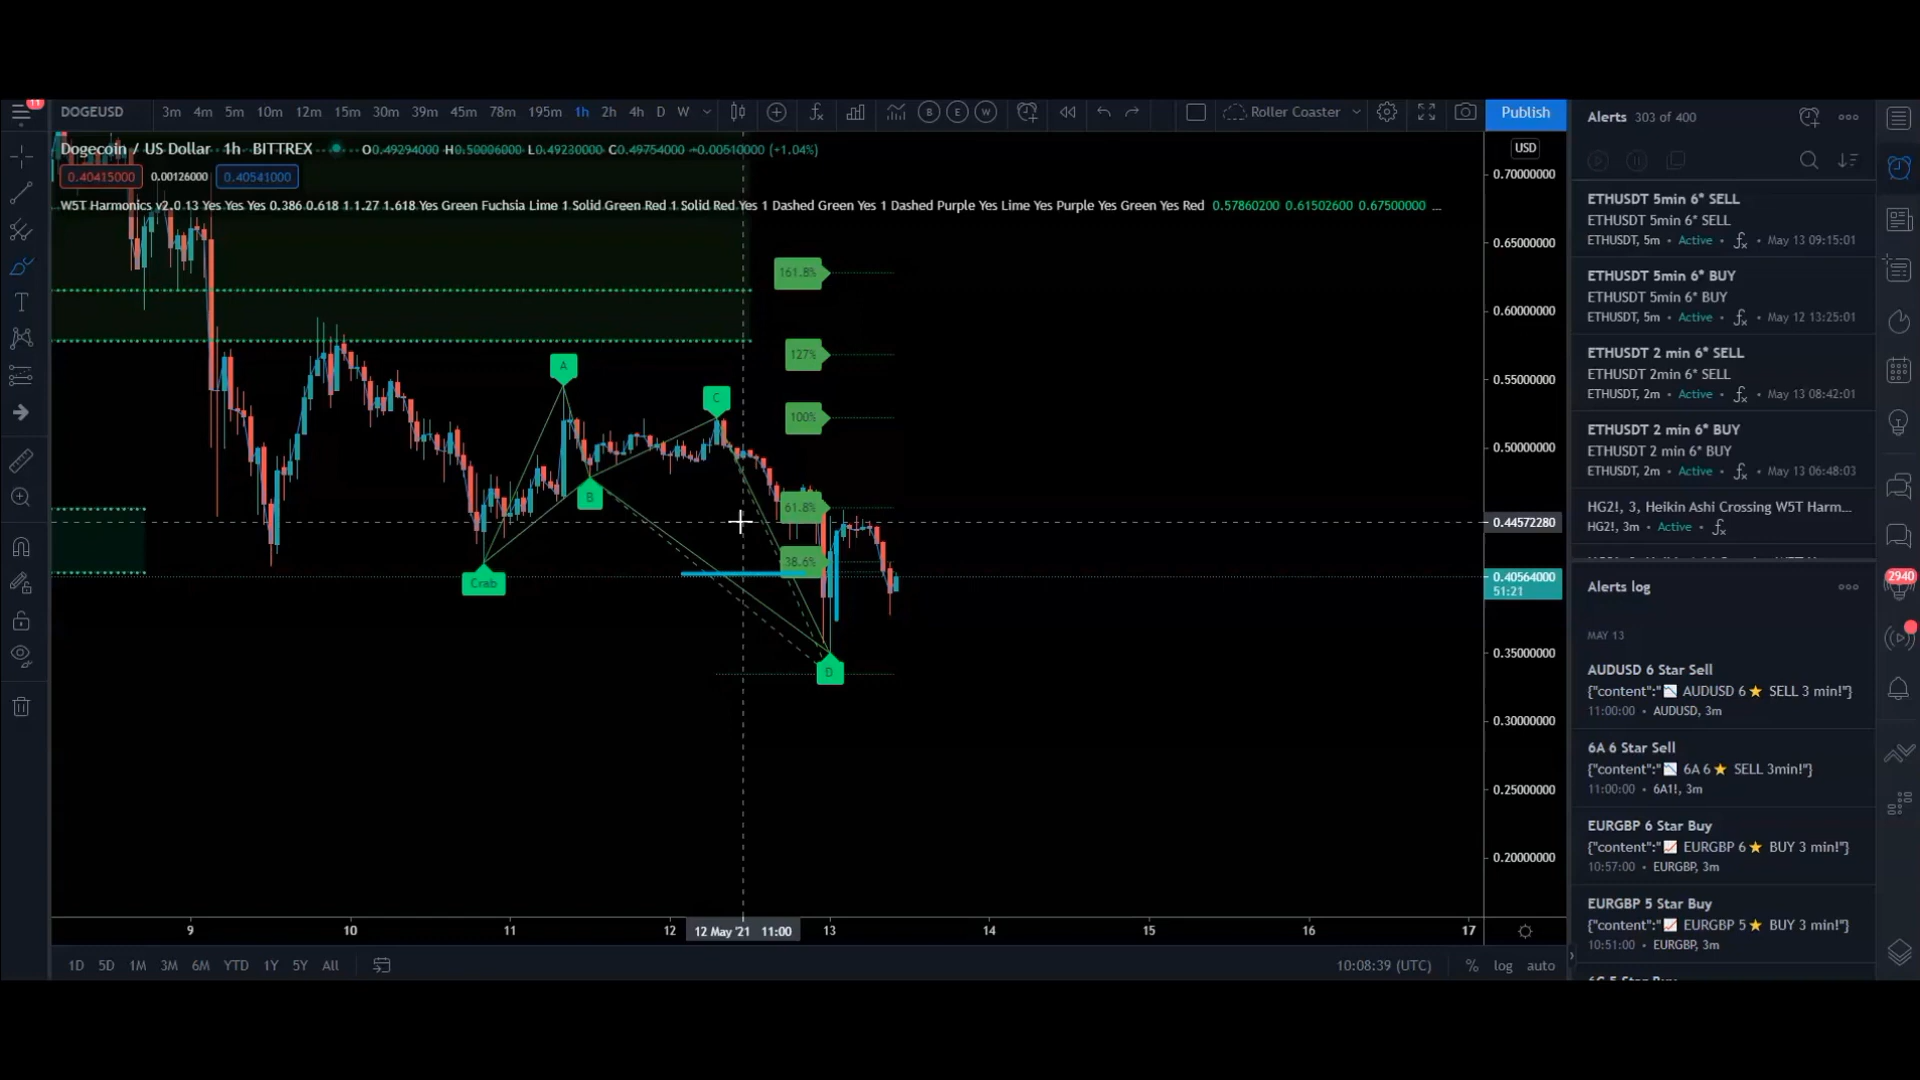 11
DOGEUSD 3m 4m 5m 10m 12m 15m 30m 39m 45m 78m 195m 1h 2h 4h D W B E W Roller Coaster Publish
Dogecoin / US Dollar 1h BITTREX O0.49294000 H0.50006000 L0.49230000 C0.49754000 +0.00510000 (+1.04%)
0.40415000 0.00126000 0.40541000
W5T Harmonics v2.0 13 Yes Yes Yes 0.386 0.618 1 1.27 1.618 Yes Green Fuchsia Lime 1 Solid Green Red 1 Solid Red Yes 1 Dashed Green Yes 1 Dashed Purple Yes Lime Yes Purple Yes Green Yes Red 0.57860200 0.61502600 0.67500000 ...
161.8%
127%
100%
61.8%
38.6%
A
C
B
Crab
D
USD
0.70000000
0.65000000
0.60000000
0.55000000
0.50000000
0.44572280
0.40564000
51:21
0.35000000
0.30000000
0.25000000
0.20000000
9 10 11 12 12 May '21 11:00 13 14 15 16 17
1D 5D 1M 3M 6M YTD 1Y 5Y All 10:08:39 (UTC) % log auto
Alerts 303 of 400
ETHUSDT 5min 6* SELL
ETHUSDT 5min 6* SELL
ETHUSDT, 5m • Active • fx • May 13 09:15:01
ETHUSDT 5min 6* BUY
ETHUSDT 5min 6* BUY
ETHUSDT, 5m • Active • fx • May 12 13:25:01
ETHUSDT 2 min 6* SELL
ETHUSDT 2min 6* SELL
ETHUSDT, 2m • Active • fx • May 13 08:42:01
ETHUSDT 2 min 6* BUY
ETHUSDT 2 min 6* BUY
ETHUSDT, 2m • Active • fx • May 13 06:48:03
HG2!, 3, Heikin Ashi Crossing W5T Harm...
HG2!, 3m • Active • fx
Alerts log
MAY 13
AUDUSD 6 Star Sell
{"content":"📉 AUDUSD 6⭐ SELL 3 min!"}
11:00:00 • AUDUSD, 3m
6A 6 Star Sell
{"content":"📉 6A 6⭐ SELL 3min!"}
11:00:00 • 6A1!, 3m
EURGBP 6 Star Buy
{"content":"📈 EURGBP 6⭐ BUY 3 min!"}
10:57:00 • EURGBP, 3m
EURGBP 5 Star Buy
{"content":"📈 EURGBP 5⭐ BUY 3 min!"}
10:51:00 • EURGBP, 3m
2940